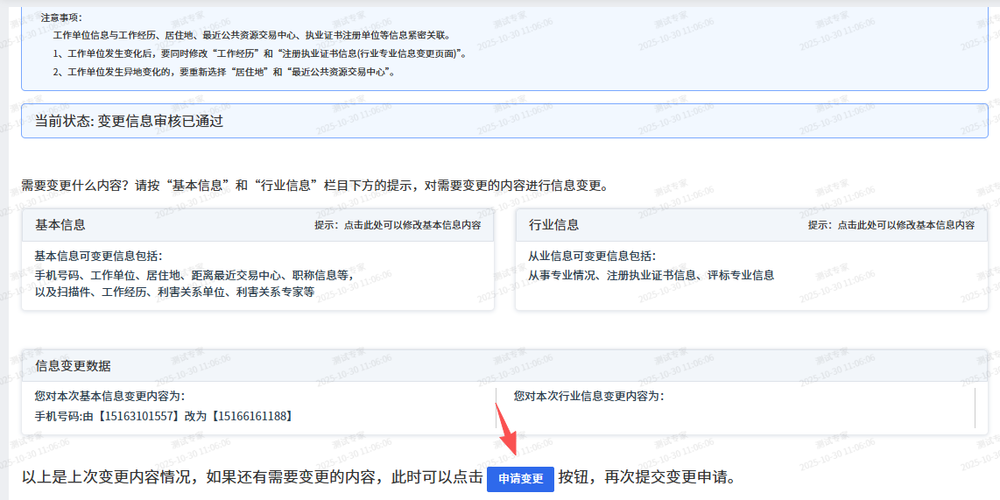 注意事项：
工作单位信息与工作经历、居住地、最近公共资源交易中心、执业证书注册单位等信息紧密关联。
1、工作单位发生变化后，要同时修改“工作经历”和“注册执业证书信息(行业专业信息变更页面)”。
2、工作单位发生异地变化的，要重新选择“居住地”和“最近公共资源交易中心”。
当前状态: 变更信息审核已通过
需要变更什么内容？请按“基本信息”和“行业信息”栏目下方的提示，对需要变更的内容进行信息变更。
基本信息 提示：点击此处可以修改基本信息内容
基本信息可变更信息包括：
手机号码、工作单位、居住地、距离最近交易中心、职称信息等，
以及扫描件、工作经历、利害关系单位、利害关系专家等
行业信息 提示：点击此处可以修改基本信息内容
从业信息可变更信息包括：
从事专业情况、注册执业证书信息、评标专业信息
信息变更数据
您对本次基本信息变更内容为：
手机号码:由【15163101557】改为【15166161188】
您对本次行业信息变更内容为：
以上是上次变更内容情况，如果还有需要变更的内容，此时可以点击 申请变更 按钮，再次提交变更申请。
测试专家
2025-10-30 11:06:06